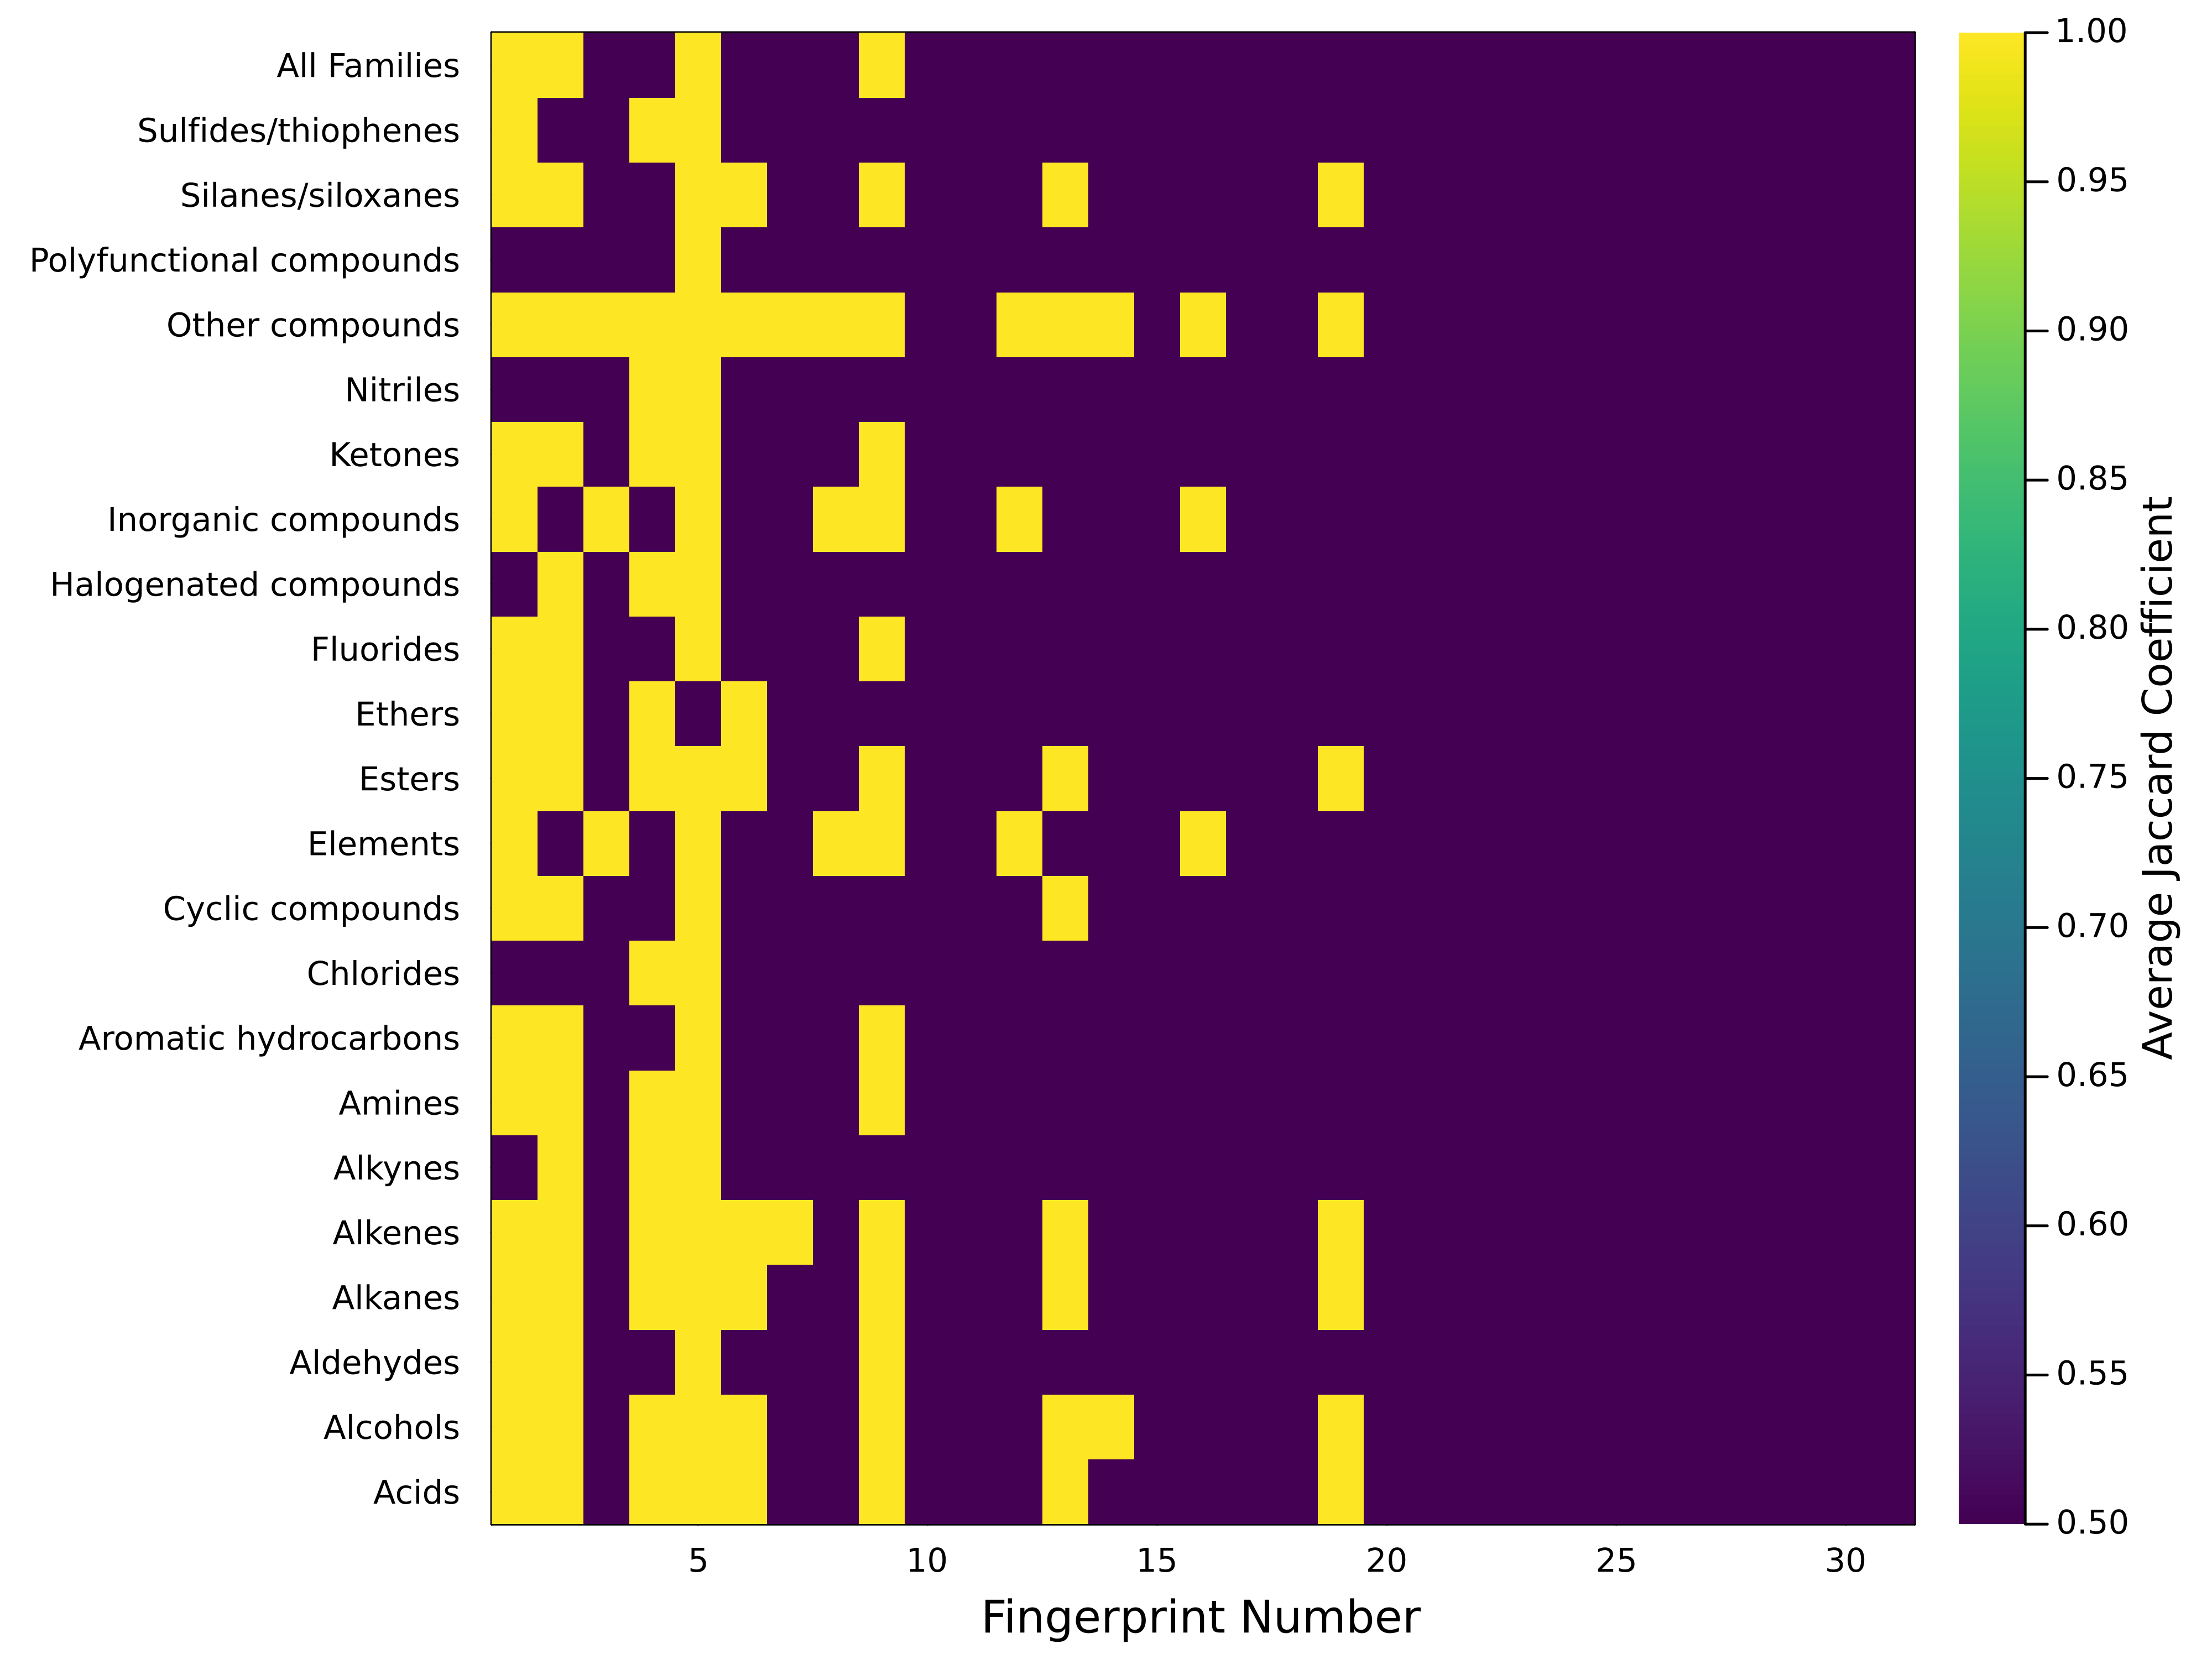 All Families
Sulfides/thiophenes
Silanes/siloxanes
Polyfunctional compounds
Other compounds
Nitriles
Ketones
Inorganic compounds
Halogenated compounds
Fluorides
Ethers
Esters
Elements
Cyclic compounds
Chlorides
Aromatic hydrocarbons
Amines
Alkynes
Alkenes
Alkanes
Aldehydes
Alcohols
Acids
5 10 15 20 25 30
Fingerprint Number
1.00
0.95
0.90
0.85
0.80
0.75
0.70
0.65
0.60
0.55
0.50
Average Jaccard Coefficient